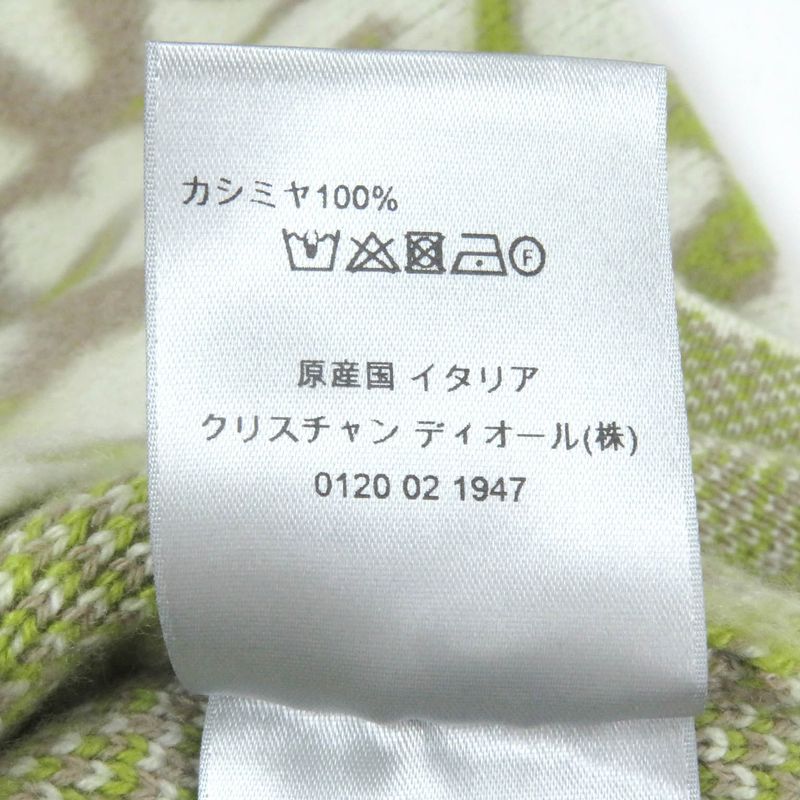 カシミヤ100%
F
原産国 イタリア
クリスチャン ディオール(株)
0120 02 1947